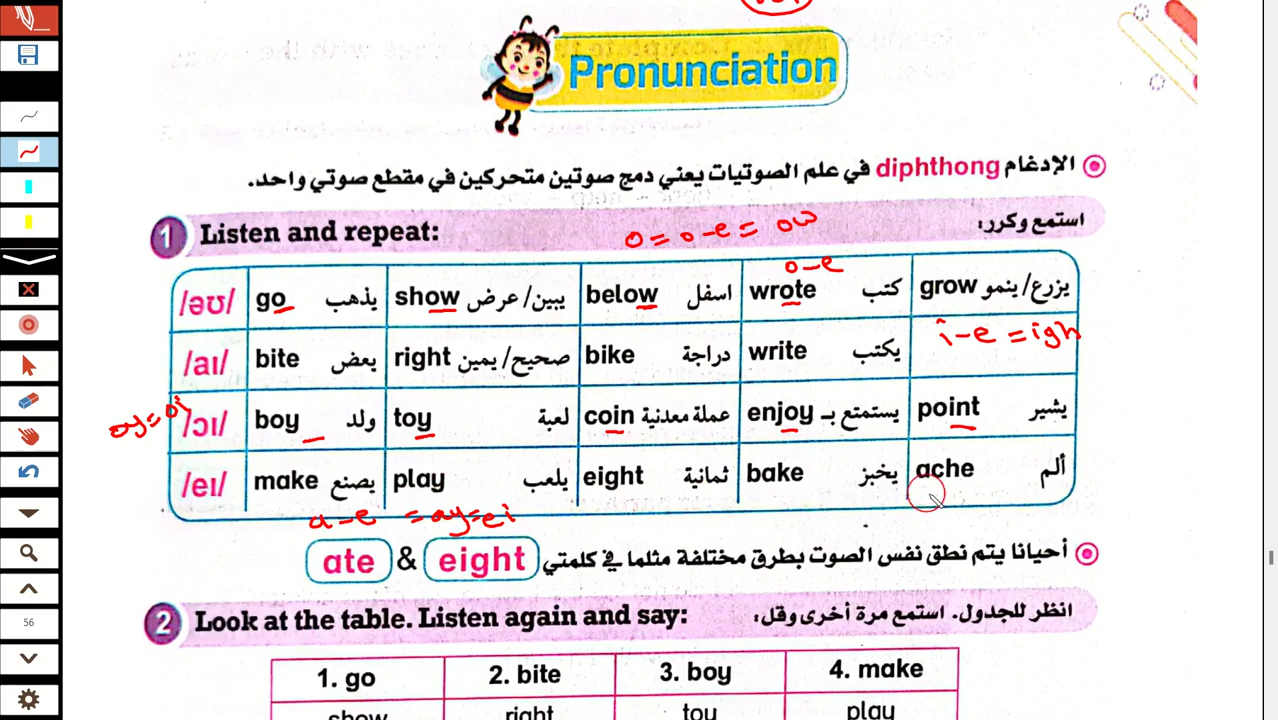 Pronunciation
الإدغام diphthong في علم الصوتيات يعني دمج صوتين متحركين في مقطع صوتي واحد.
1 Listen and repeat: استمع وكرر:
o = o-e = ow
o-e
/əʊ/ go يذهب show يبين/ عرض below اسفل wrote كتب grow يزرع/ ينمو
i-e = igh
/aɪ/ bite يعض right صحيح/ يمين bike دراجة write يكتب
oy=oi
/ɔɪ/ boy ولد toy لعبة coin عملة معدنية enjoy يستمتع بـ point يشير
/eɪ/ make يصنع play يلعب eight ثمانية bake يخبز ache ألم
a-e = ay=ei
أحيانا يتم نطق نفس الصوت بطرق مختلفة مثلما في كلمتي eight & ate
2 Look at the table. Listen again and say: انظر للجدول. استمع مرة أخرى وقل:
1. go 2. bite 3. boy 4. make
show right toy play
56